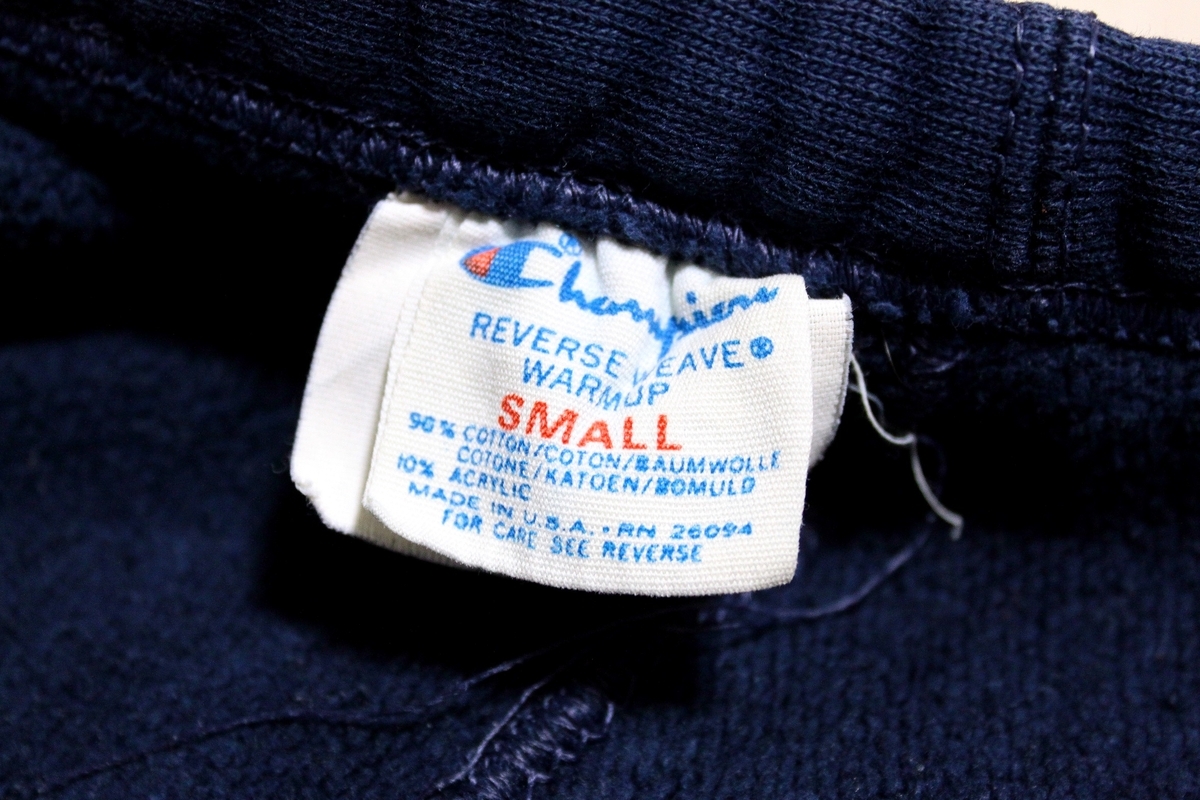 Champion®
REVERSE WEAVE®
WARMUP
SMALL
90% COTTON/COTON/BAUMWOLLE
COTONE/KATOEN/BOMULD
10% ACRYLIC
MADE IN U.S.A. • RN 26094
FOR CARE SEE REVERSE